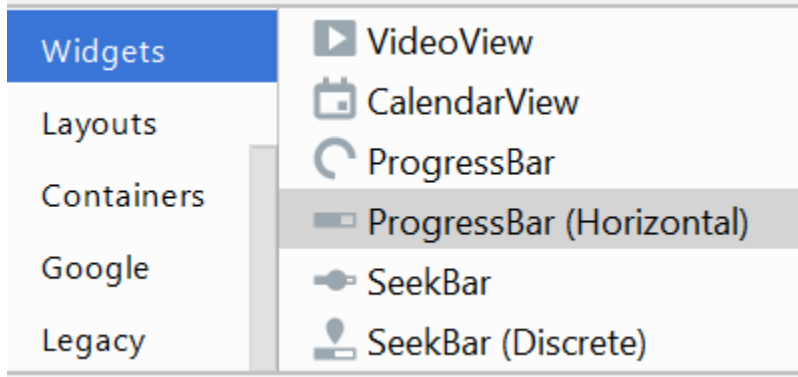 Widgets
Layouts
Containers
Google
Legacy
VideoView
CalendarView
ProgressBar
ProgressBar (Horizontal)
SeekBar
SeekBar (Discrete)